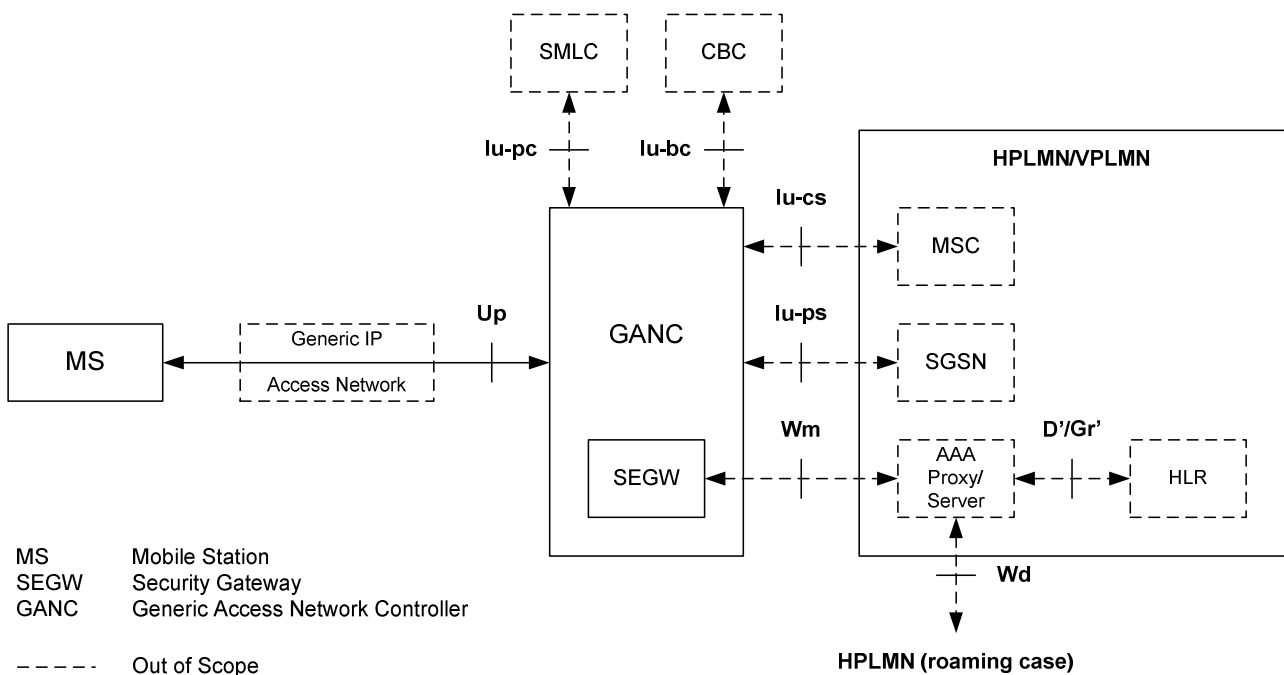 SMLC
CBC
Iu-pc
Iu-bc
HPLMN/VPLMN
Iu-cs
MSC
Up
Iu-ps
MS
Generic IP
Access Network
GANC
SGSN
Wm
D’/Gr’
SEGW
AAA
Proxy/
Server
HLR
MS Mobile Station
SEGW Security Gateway
GANC Generic Access Network Controller
Wd
Out of Scope
HPLMN (roaming case)